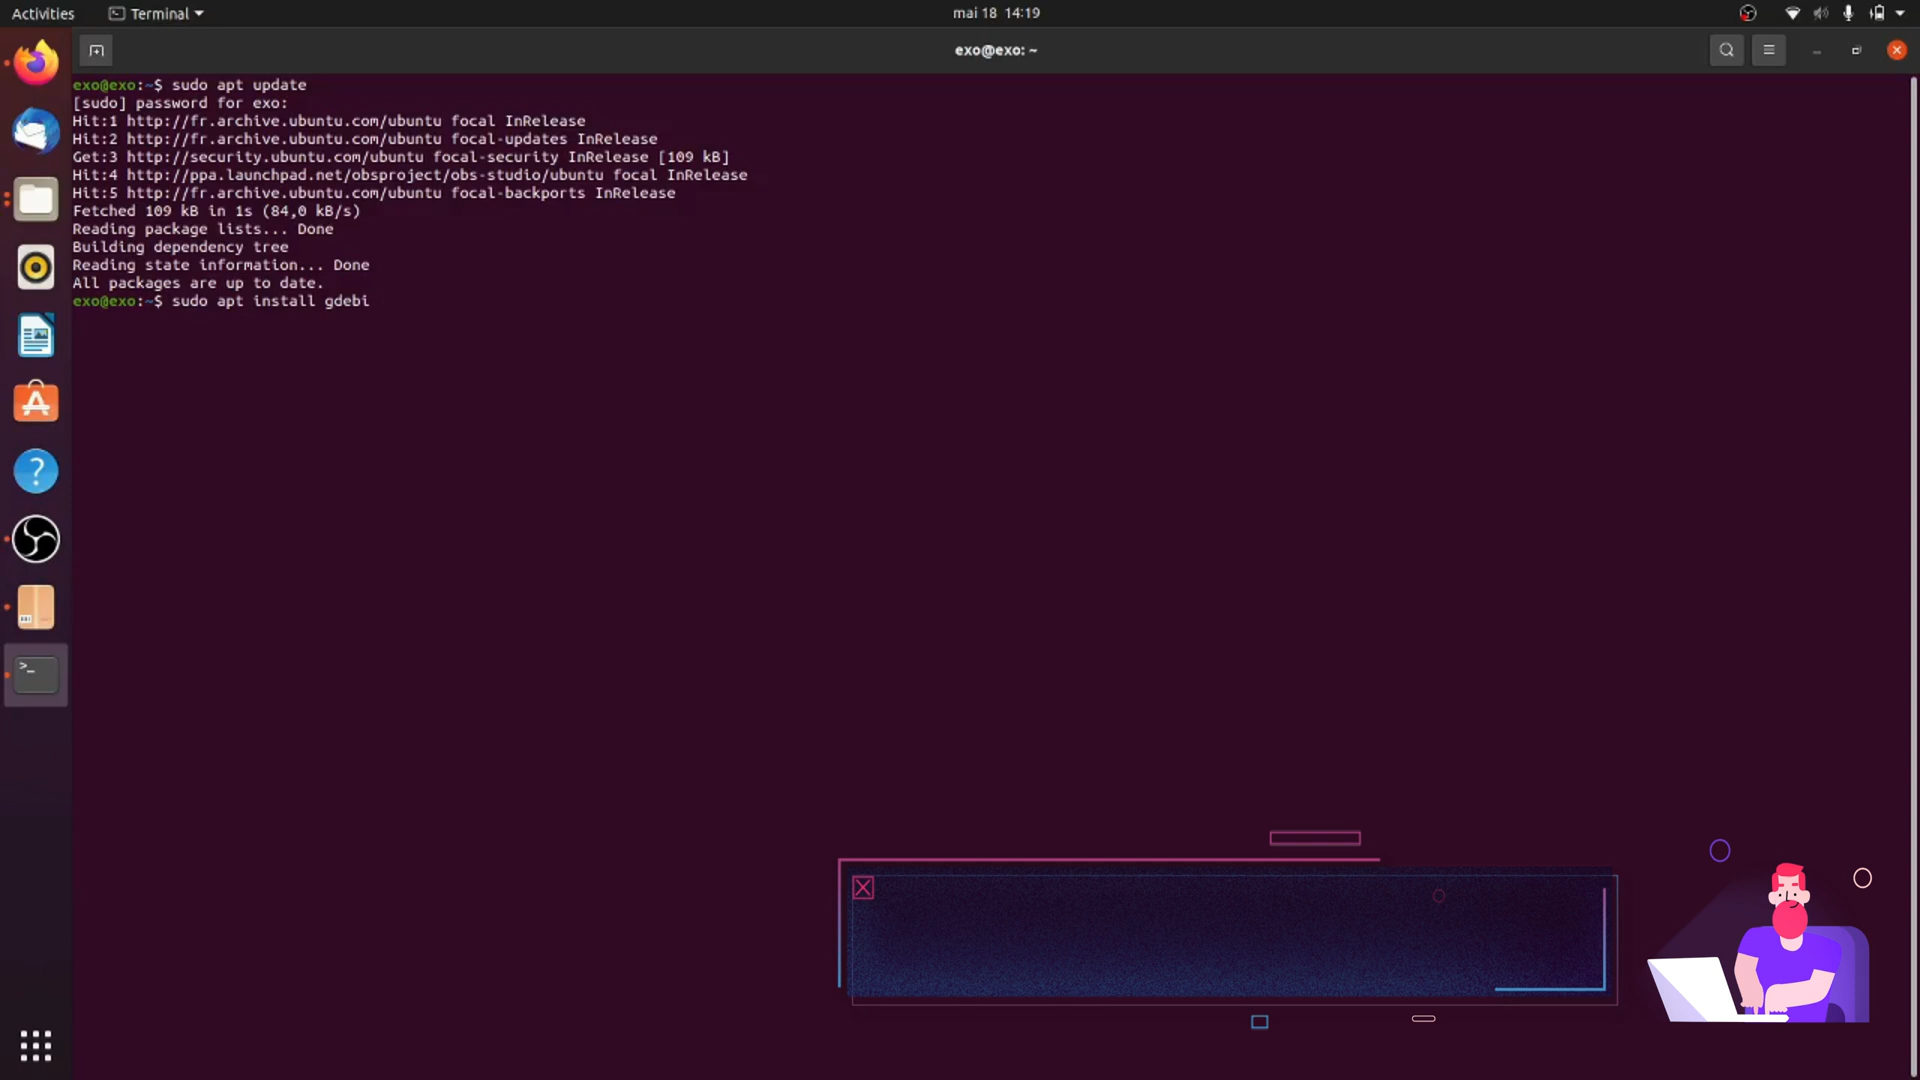 Activities
Terminal
mai 18 14:19
exo@exo: ~
exo@exo:~$ sudo apt update
[sudo] password for exo:
Hit:1 http://fr.archive.ubuntu.com/ubuntu focal InRelease
Hit:2 http://fr.archive.ubuntu.com/ubuntu focal-updates InRelease
Get:3 http://security.ubuntu.com/ubuntu focal-security InRelease [109 kB]
Hit:4 http://ppa.launchpad.net/obsproject/obs-studio/ubuntu focal InRelease
Hit:5 http://fr.archive.ubuntu.com/ubuntu focal-backports InRelease
Fetched 109 kB in 1s (84,0 kB/s)
Reading package lists... Done
Building dependency tree
Reading state information... Done
All packages are up to date.
exo@exo:~$ sudo apt install gdebi